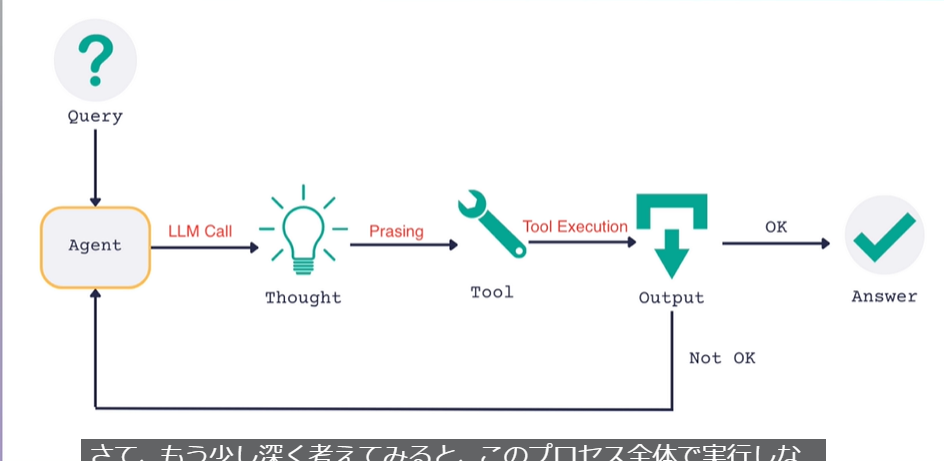 Query
Agent
LLM Call
Thought
Prasing
Tool
Tool Execution
Output
OK
Answer
Not OK
さて、もう少し深く考えてみると、このプロセス全体で実行しな